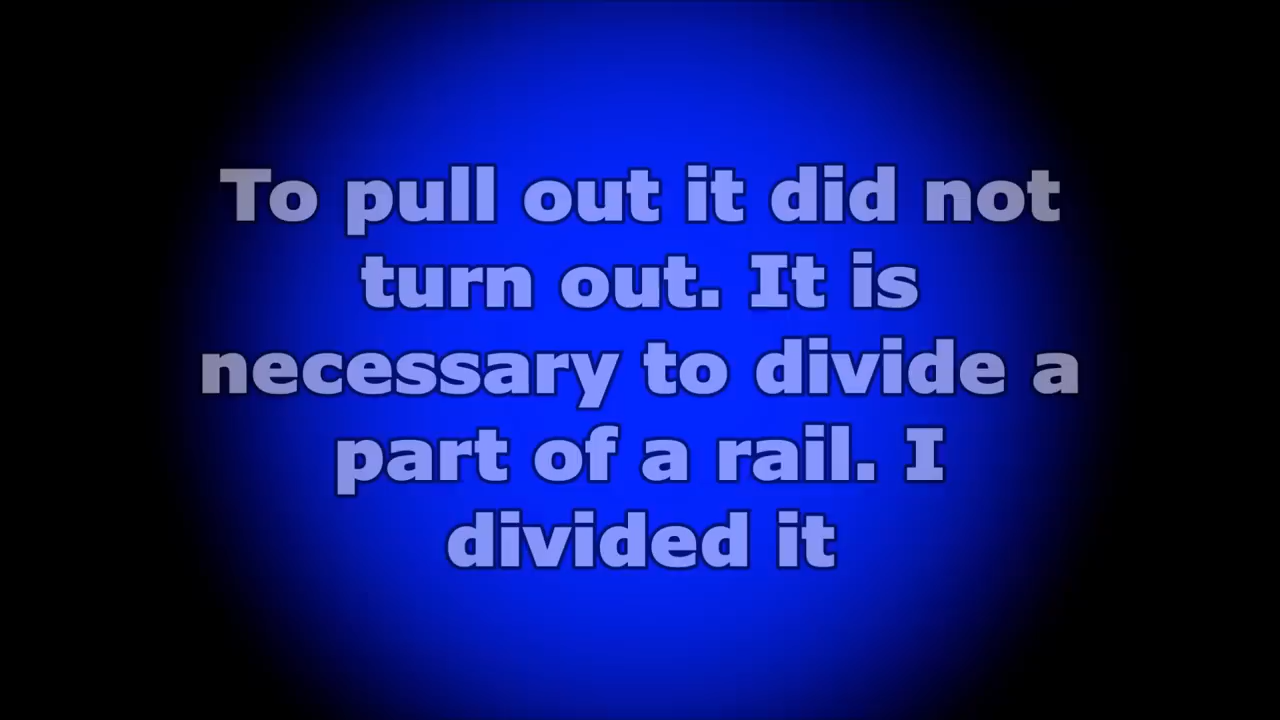 To pull out it did not
turn out. It is
necessary to divide a
part of a rail. I
divided it